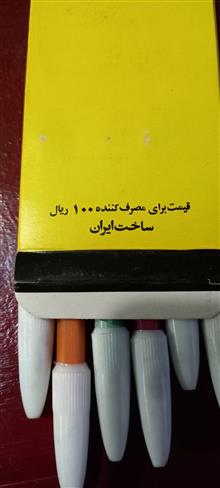 قیمت برای مصرف کننده ۱۰۰ ریال
ساخت ایران